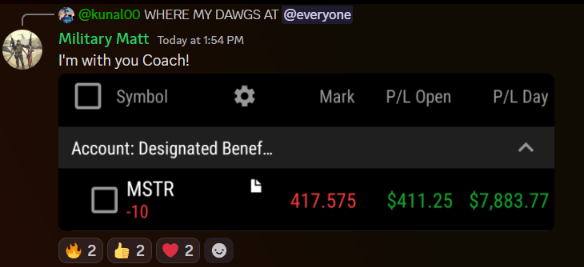 @kunal00 WHERE MY DAWGS AT @everyone
Military Matt Today at 1:54 PM
I'm with you Coach!
Symbol Mark P/L Open P/L Day
Account: Designated Benef...
MSTR 417.575 $411.25 $7,883.77
-10
2 2 2